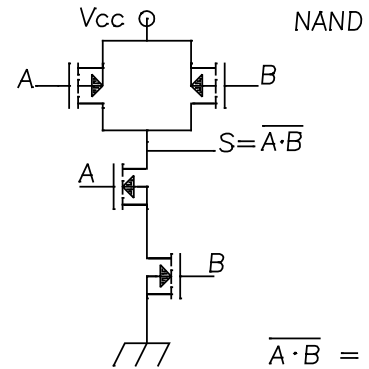 Vcc NAND
A B
S=A̅·̅B̅
A
B
A̅·̅B̅ =